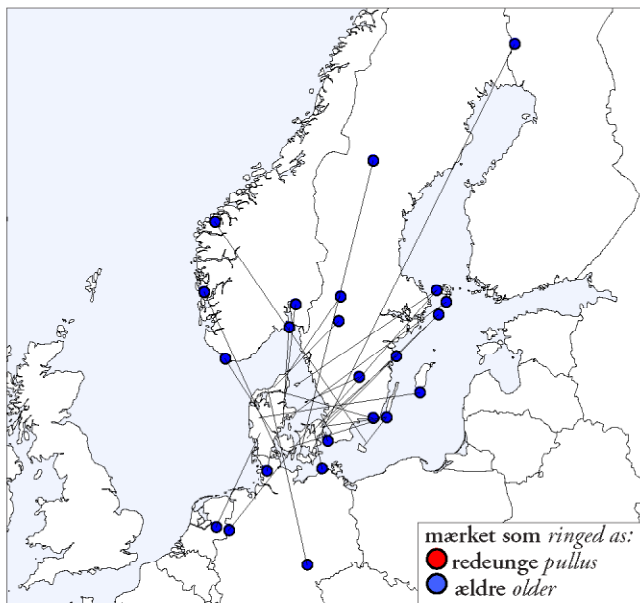 mærket som ringed as:
redeunge pullus
ældre older